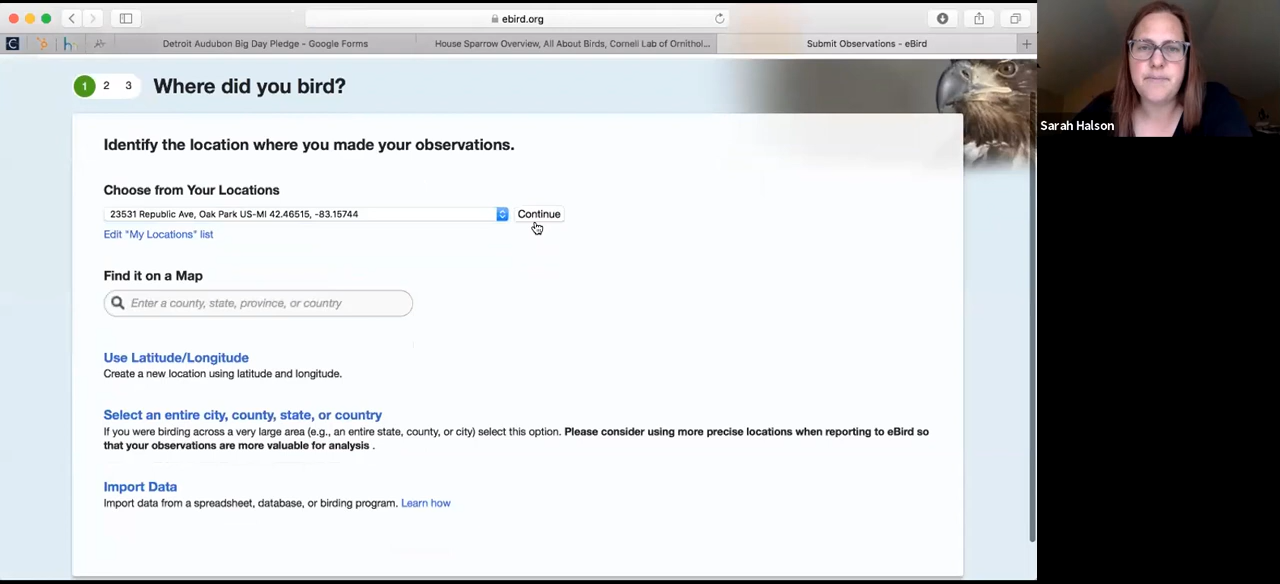 ebird.org
Detroit Audubon Big Day Pledge - Google Forms
House Sparrow Overview, All About Birds, Cornell Lab of Ornithol...
Submit Observations - eBird
1 2 3 Where did you bird?
Sarah Halson
Identify the location where you made your observations.
Choose from Your Locations
23531 Republic Ave, Oak Park US-MI 42.46515, -83.15744
Continue
Edit "My Locations" list
Find it on a Map
Enter a county, state, province, or country
Use Latitude/Longitude
Create a new location using latitude and longitude.
Select an entire city, county, state, or country
If you were birding across a very large area (e.g., an entire state, county, or city) select this option. Please consider using more precise locations when reporting to eBird so
that your observations are more valuable for analysis .
Import Data
Import data from a spreadsheet, database, or birding program. Learn how